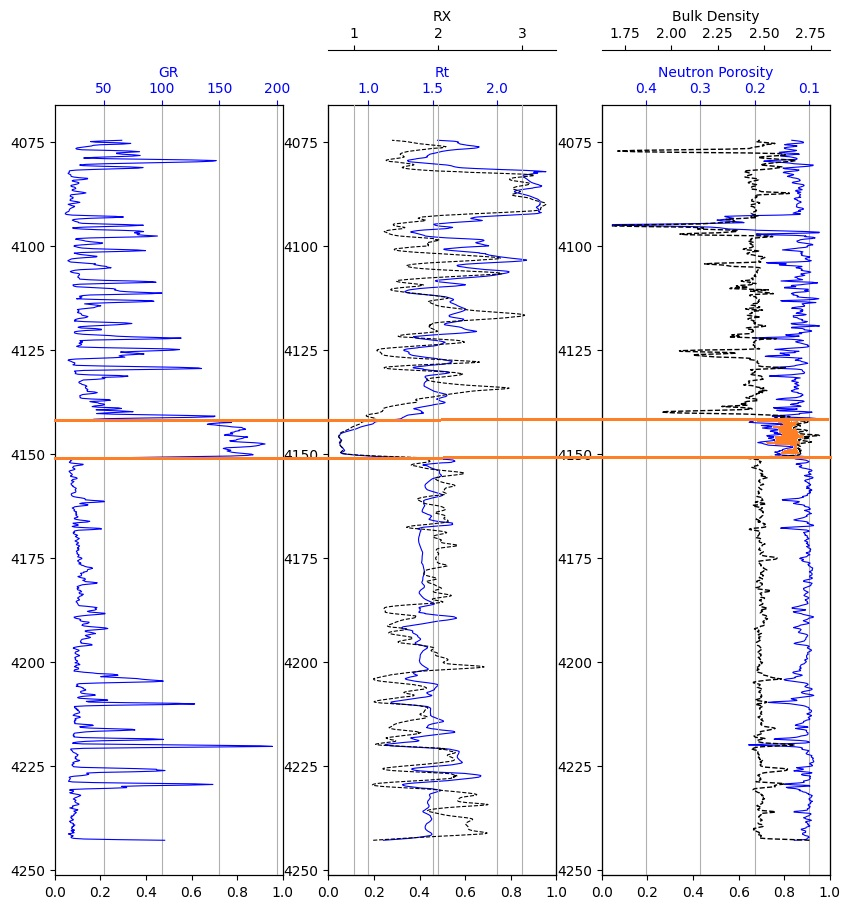 RX
Bulk Density
1 2 3
1.75 2.00 2.25 2.50 2.75
GR
Rt
Neutron Porosity
50 100 150 200
1.0 1.5 2.0
0.4 0.3 0.2 0.1
4075 4075 4075
4100 4100 4100
4125 4125 4125
4150 4150 4150
4175 4175 4175
4200 4200 4200
4225 4225 4225
4250 4250 4250
0.0 0.2 0.4 0.6 0.8 1.0
0.0 0.2 0.4 0.6 0.8 1.0
0.0 0.2 0.4 0.6 0.8 1.0